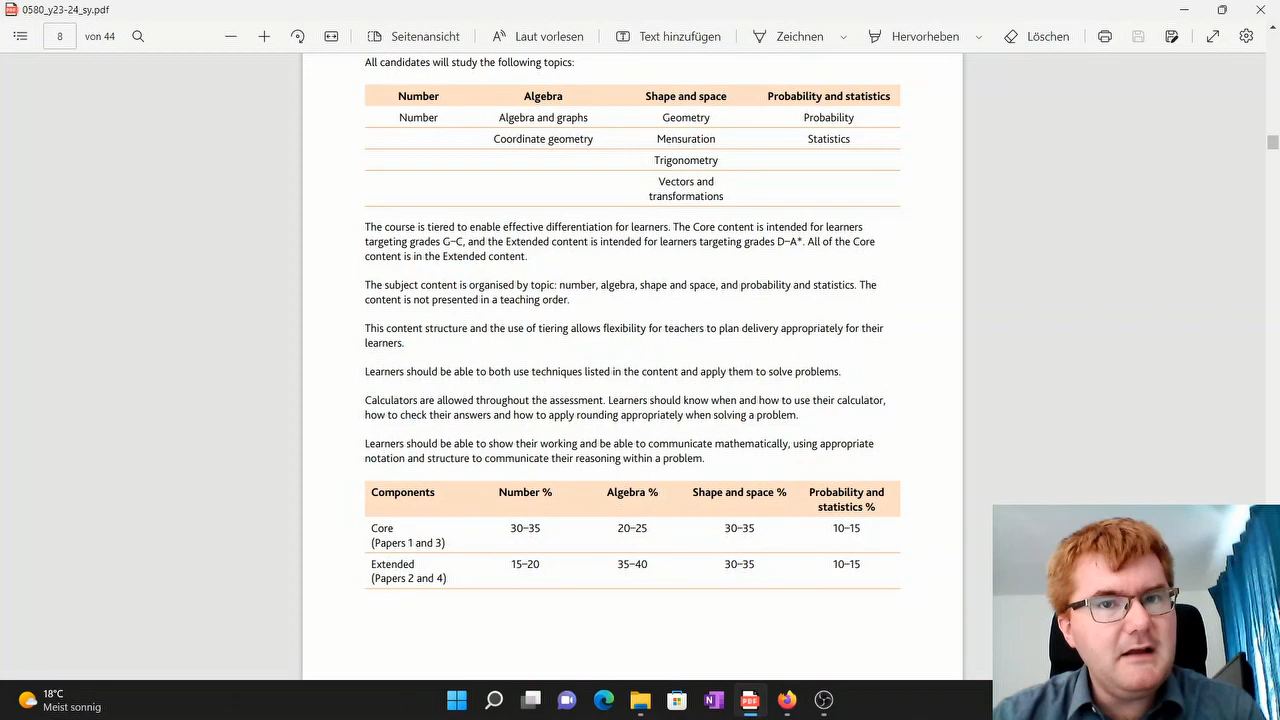 0580_y23-24_sy.pdf
8 von 44 Seitenansicht Laut vorlesen Text hinzufügen Zeichnen Hervorheben Löschen
All candidates will study the following topics:
Number Algebra Shape and space Probability and statistics
Number Algebra and graphs Geometry Probability
Coordinate geometry Mensuration Statistics
Trigonometry
Vectors and
transformations
The course is tiered to enable effective differentiation for learners. The Core content is intended for learners
targeting grades G–C, and the Extended content is intended for learners targeting grades D–A*. All of the Core
content is in the Extended content.
The subject content is organised by topic: number, algebra, shape and space, and probability and statistics. The
content is not presented in a teaching order.
This content structure and the use of tiering allows flexibility for teachers to plan delivery appropriately for their
learners.
Learners should be able to both use techniques listed in the content and apply them to solve problems.
Calculators are allowed throughout the assessment. Learners should know when and how to use their calculator,
how to check their answers and how to apply rounding appropriately when solving a problem.
Learners should be able to show their working and be able to communicate mathematically, using appropriate
notation and structure to communicate their reasoning within a problem.
Components Number % Algebra % Shape and space % Probability and
statistics %
Core 30–35 20–25 30–35 10–15
(Papers 1 and 3)
Extended 15–20 35–40 30–35 10–15
(Papers 2 and 4)
18°C
Meist sonnig